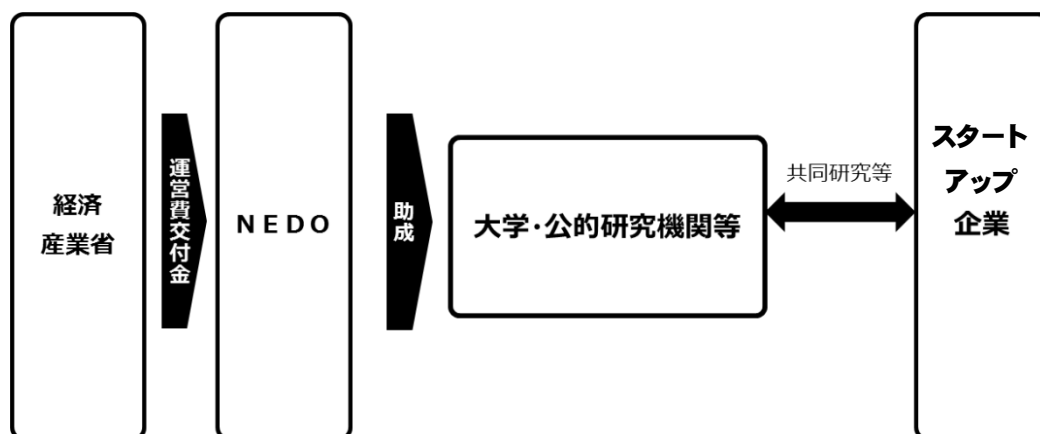 経済
産業省
運営費交付金
NEDO
助成
大学・公的研究機関等
共同研究等
スタート
アップ
企業